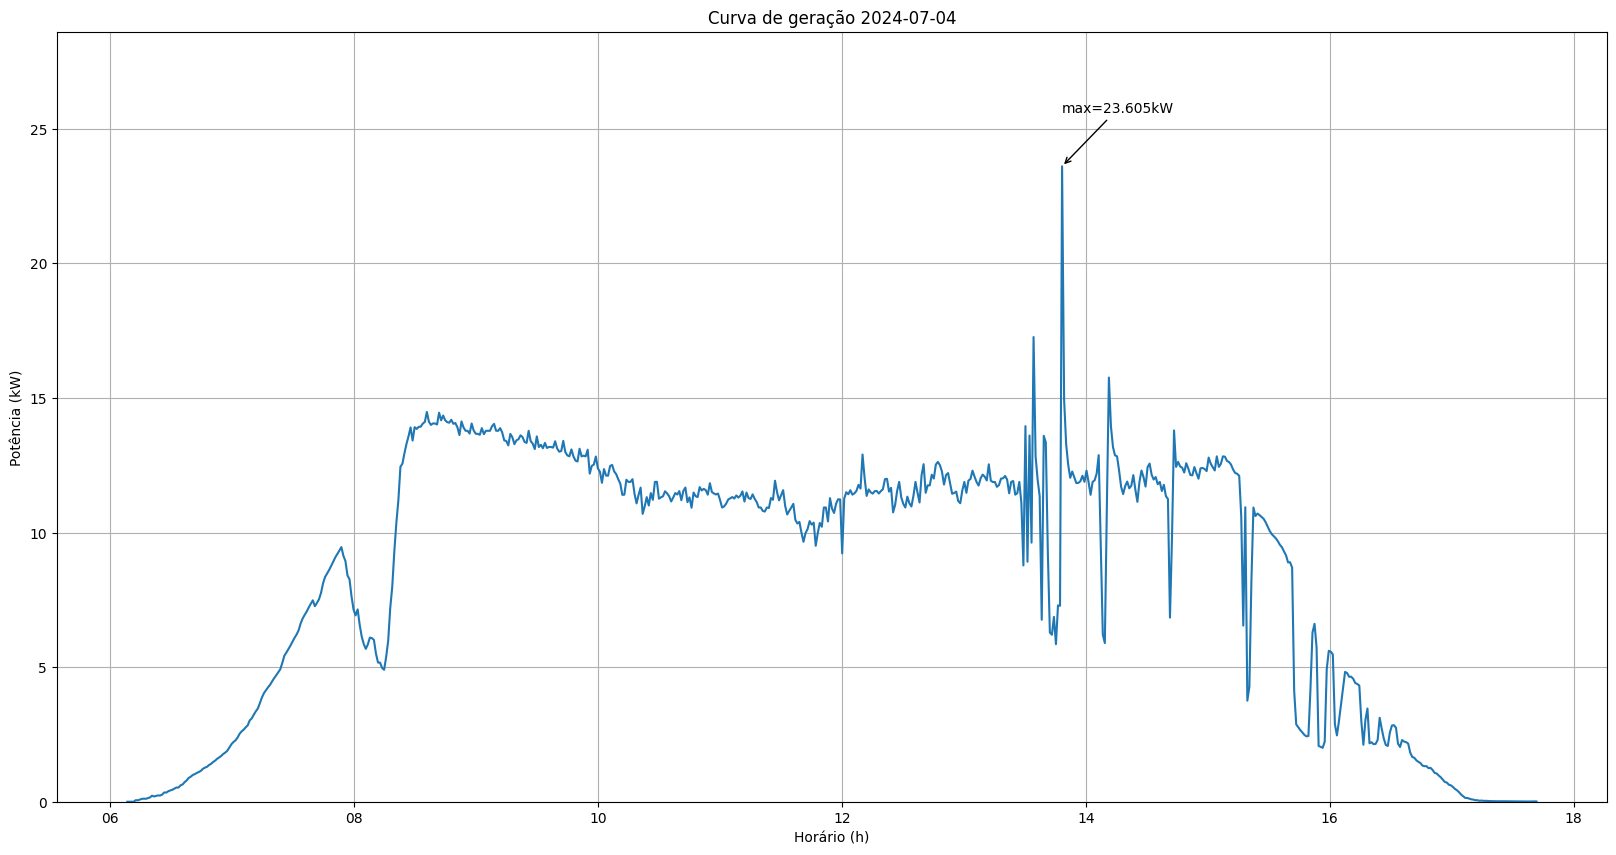 Curva de geração 2024-07-04
max=23.605kW
Potência (kW)
25
20
15
10
5
0
06 08 10 12 14 16 18
Horário (h)